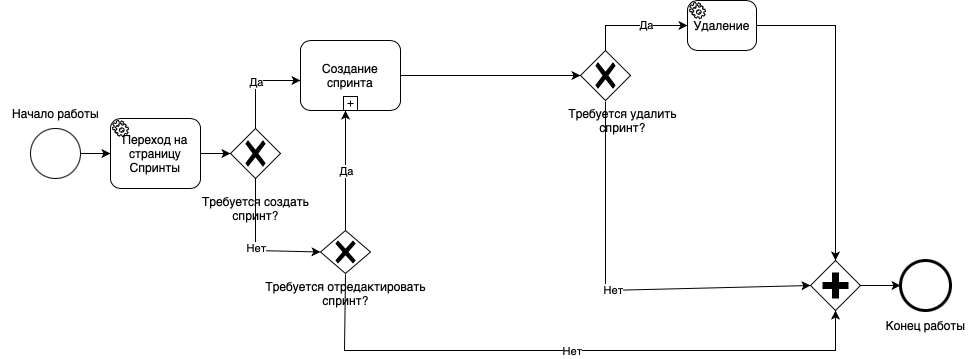 Начало работы
Переход на
страницу
Спринты
Да
Требуется создать
спринт?
Нет
Создание
спринта
Да
Требуется отредактировать
спринт?
Нет
Требуется удалить
спринт?
Да
Удаление
Нет
Конец работы